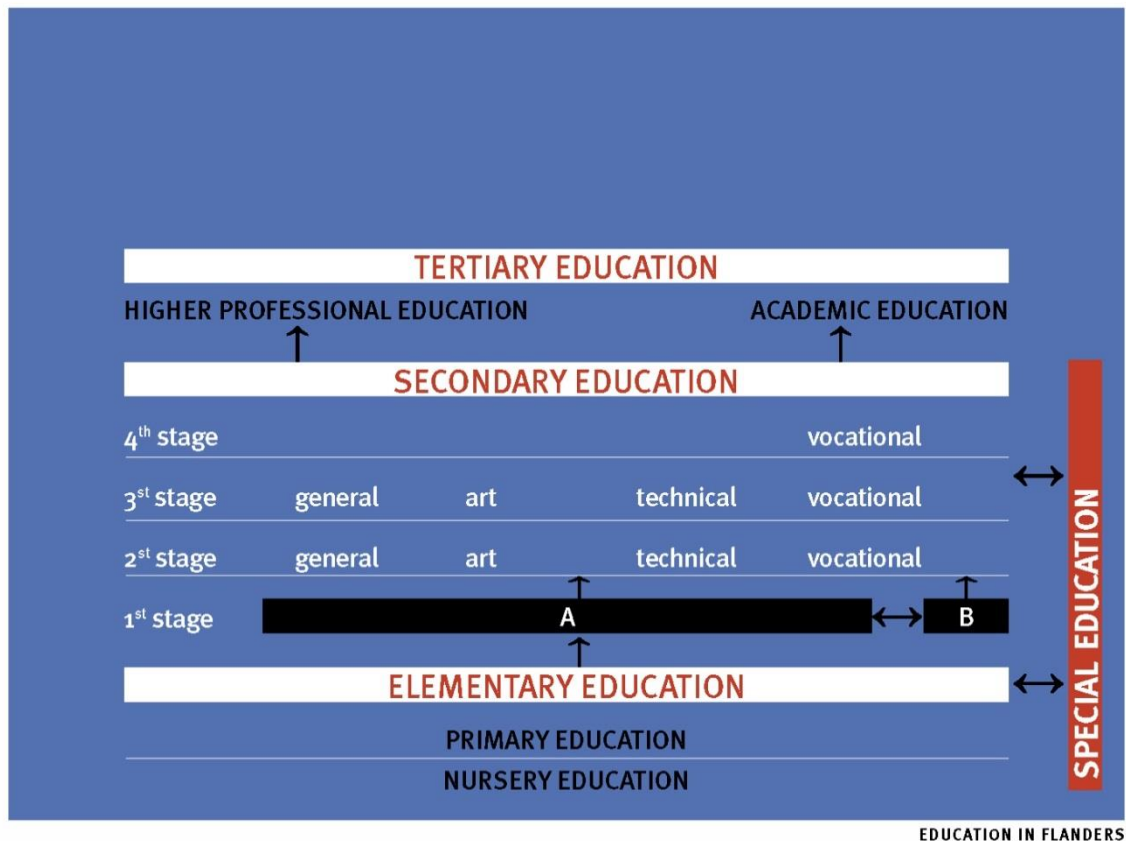 TERTIARY EDUCATION
HIGHER PROFESSIONAL EDUCATION ACADEMIC EDUCATION
SECONDARY EDUCATION
4th stage vocational
3st stage general art technical vocational
2st stage general art technical vocational
1st stage A B
ELEMENTARY EDUCATION
PRIMARY EDUCATION
NURSERY EDUCATION
SPECIAL EDUCATION
EDUCATION IN FLANDERS